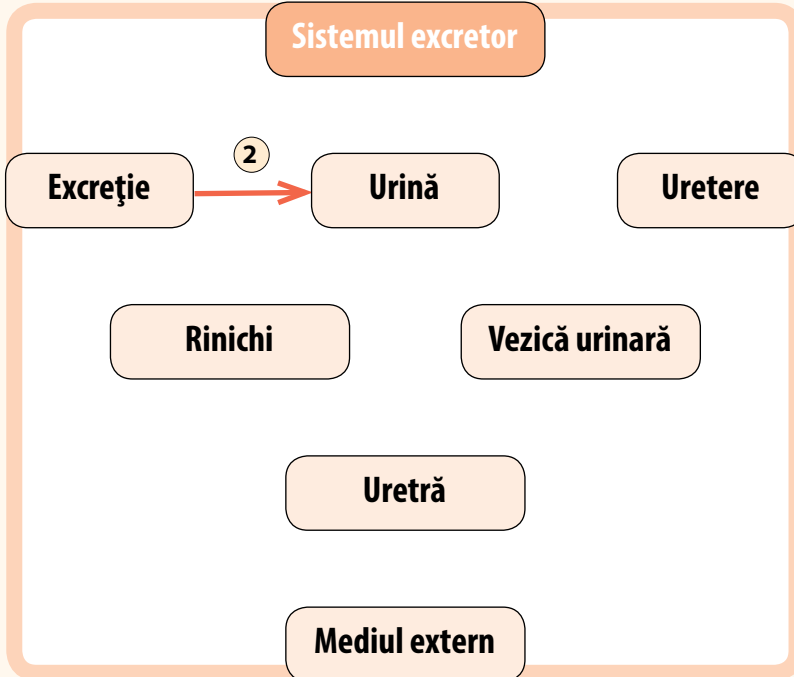 Sistemul excretor
2
Excreţie
Urină
Uretere
Rinichi
Vezică urinară
Uretră
Mediul extern